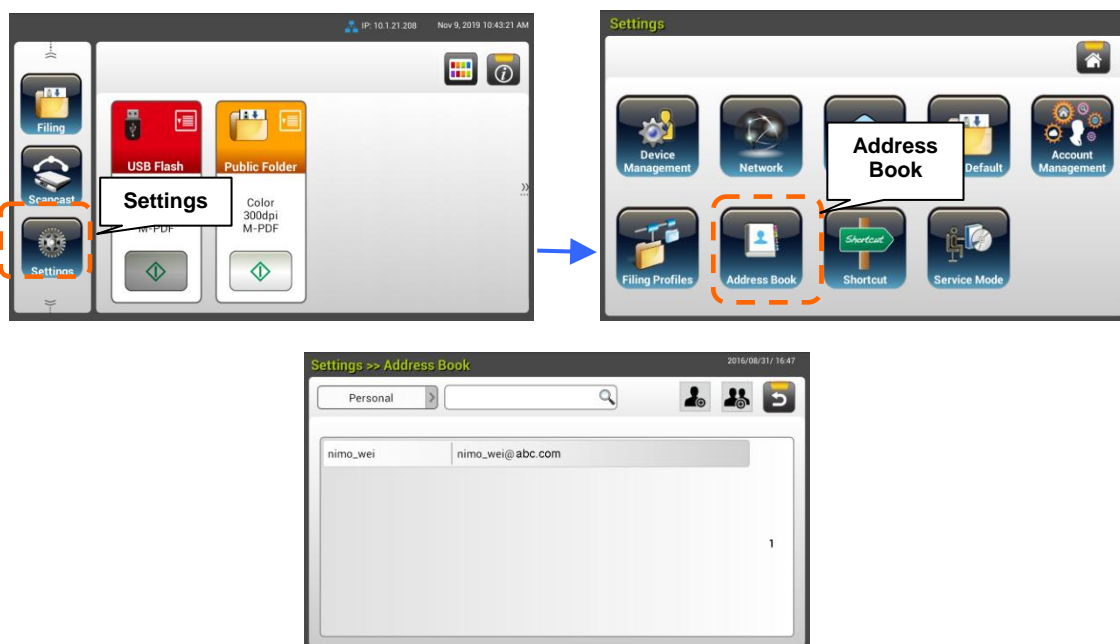 IP: 10.1.21.208 Nov 9, 2019 10:43:21 AM
Filing
Scancast
Settings
USB Flash
M-PDF
Public Folder
Color
300dpi
M-PDF
Settings
Settings
Device
Management
Network
Default
Account
Management
Address
Book
Filing Profiles
Address Book
Shortcut
Shortcut
Service Mode
Settings >> Address Book 2016/08/31/ 16:47
Personal
nimo_wei nimo_wei@abc.com
1